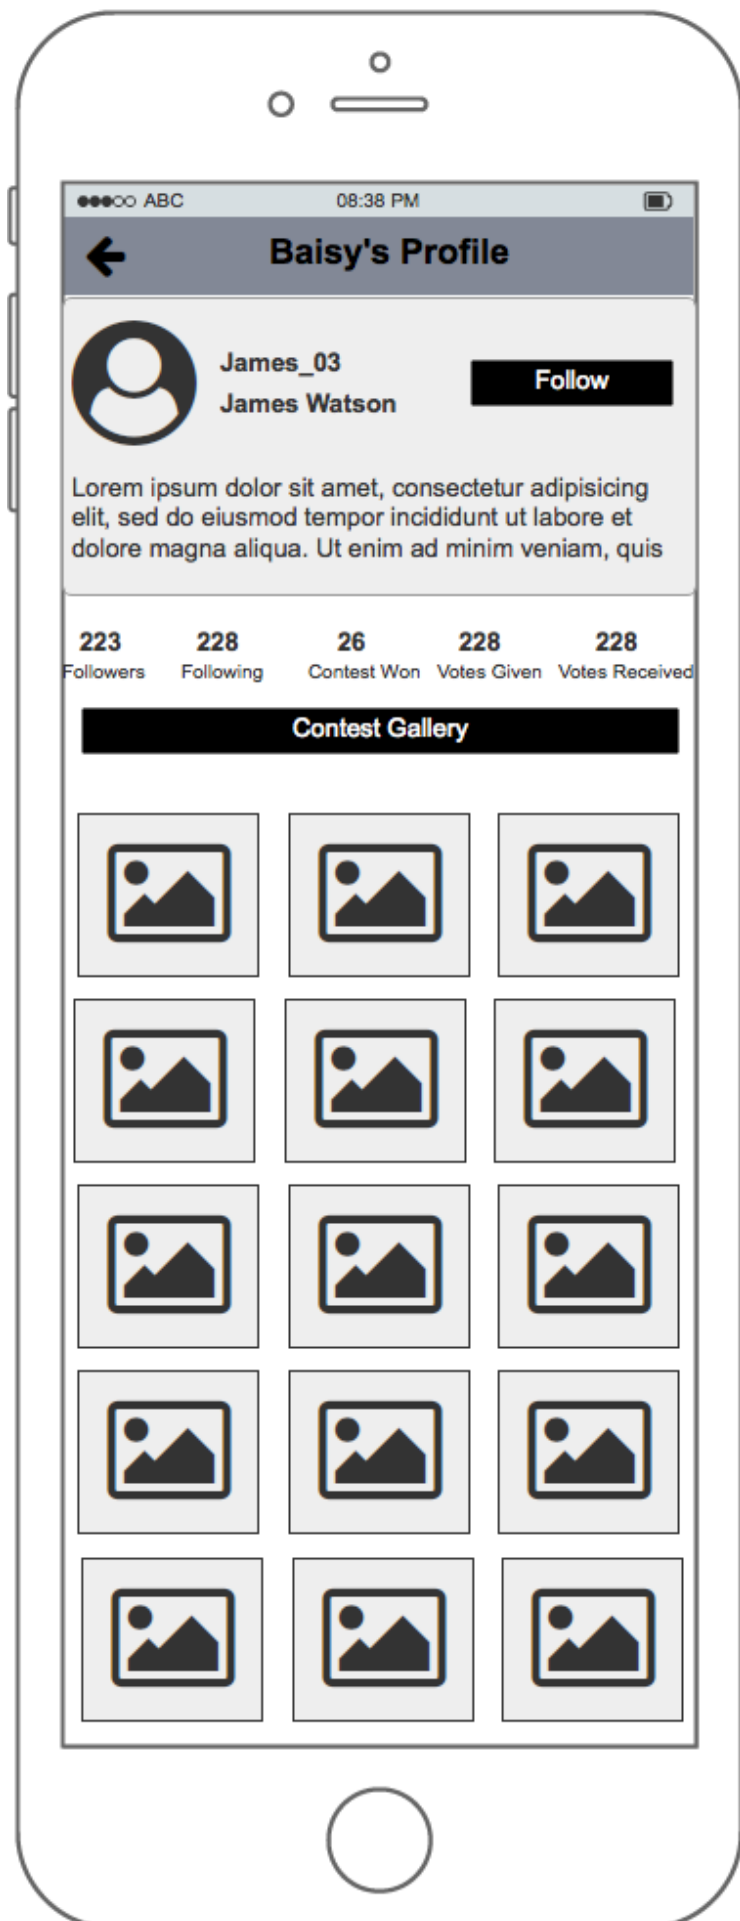 ABC 08:38 PM
Baisy's Profile
James_03
James Watson
Follow
Lorem ipsum dolor sit amet, consectetur adipisicing
elit, sed do eiusmod tempor incididunt ut labore et
dolore magna aliqua. Ut enim ad minim veniam, quis
223 228 26 228 228
Followers Following Contest Won Votes Given Votes Received
Contest Gallery